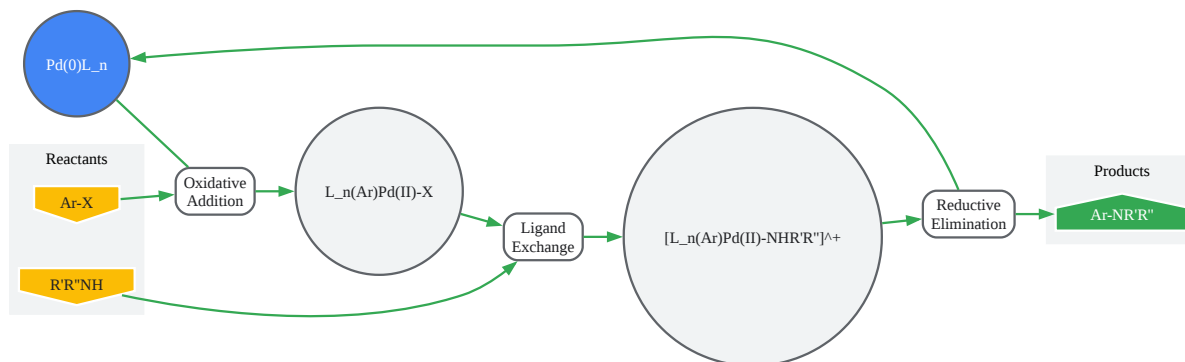 Pd(0)L_n
Reactants
Ar-X
R'R"NH
Oxidative
Addition
L_n(Ar)Pd(II)-X
Ligand
Exchange
[L_n(Ar)Pd(II)-NHR'R"]^+
Reductive
Elimination
Products
Ar-NR'R"